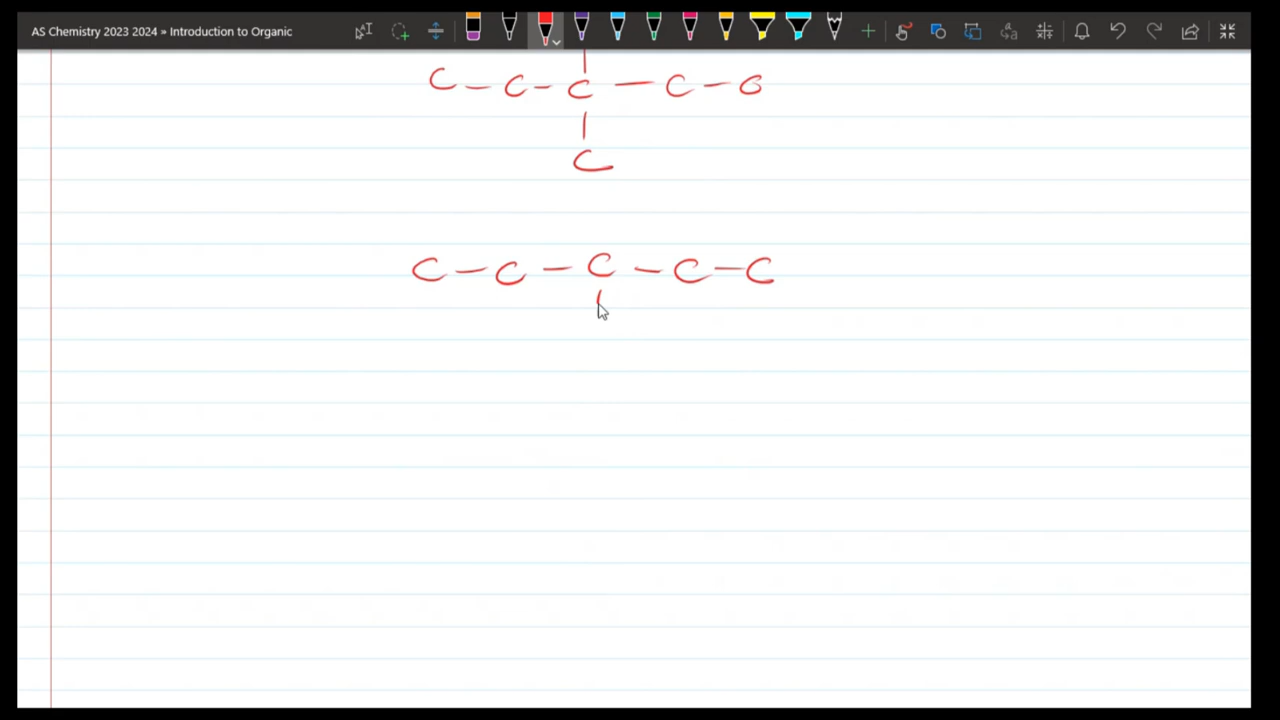 AS Chemistry 2023 2024 » Introduction to Organic
C - C - C - C - C
|
C
C - C - C - C - C
|